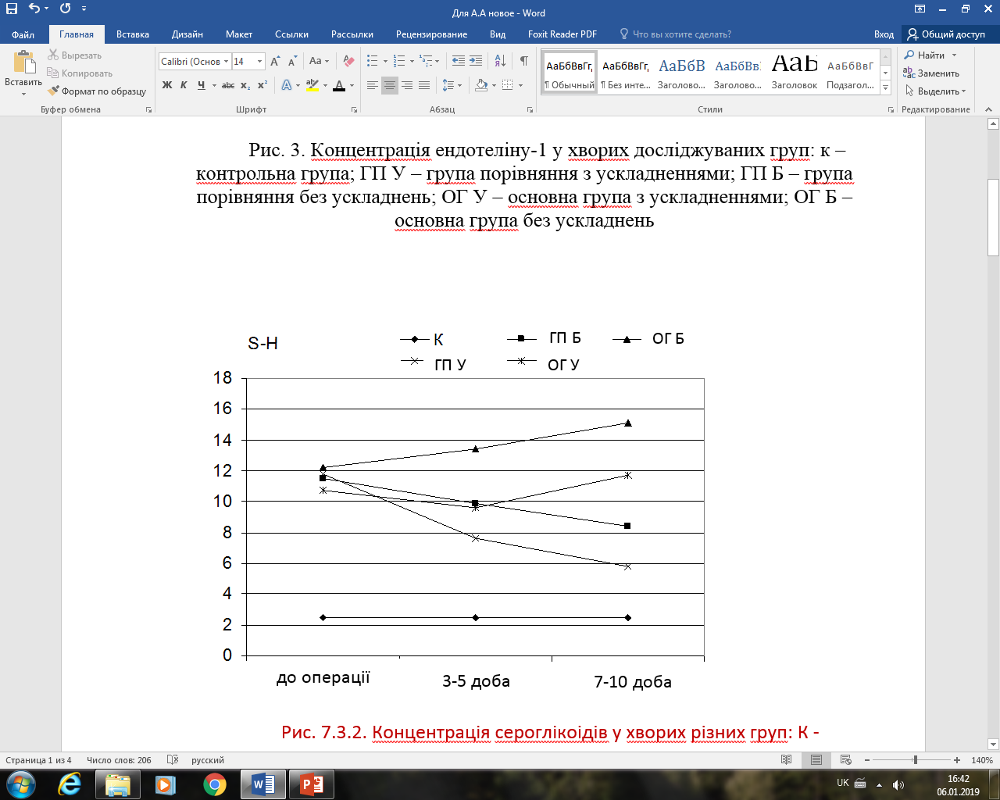 Для А.А новое - Word
Файл Главная Вставка Дизайн Макет Ссылки Рассылки Рецензирование Вид Foxit Reader PDF Что вы хотите сделать? Вход Общий доступ
Вставить
Вырезать
Копировать
Формат по образцу
Буфер обмена
Calibri (Основ 14
Шрифт
Абзац
АаБбВвГг, АаБбВвГг, АаБбВ АаБбВвГ АаБ АаБбВвГ
¶ Обычный ¶ Без инте... Заголово... Заголово... Заголовок Подзагол...
Стили
Найти
Заменить
Выделить
Редактирование
Рис. 3. Концентрація ендотеліну-1 у хворих досліджуваних груп: к –
контрольна група; ГП У – група порівняння з ускладненнями; ГП Б – група
порівняння без ускладнень; ОГ У – основна група з ускладненнями; ОГ Б –
основна група без ускладнень
S-H
К ГП Б ОГ Б
ГП У ОГ У
18
16
14
12
10
8
6
4
2
0
до операції 3-5 доба 7-10 доба
Рис. 7.3.2. Концентрація сероглікоідів у хворих різних груп: К -
Страница 1 из 4 Число слов: 206 русский 140%
UK 16:42
06.01.2019